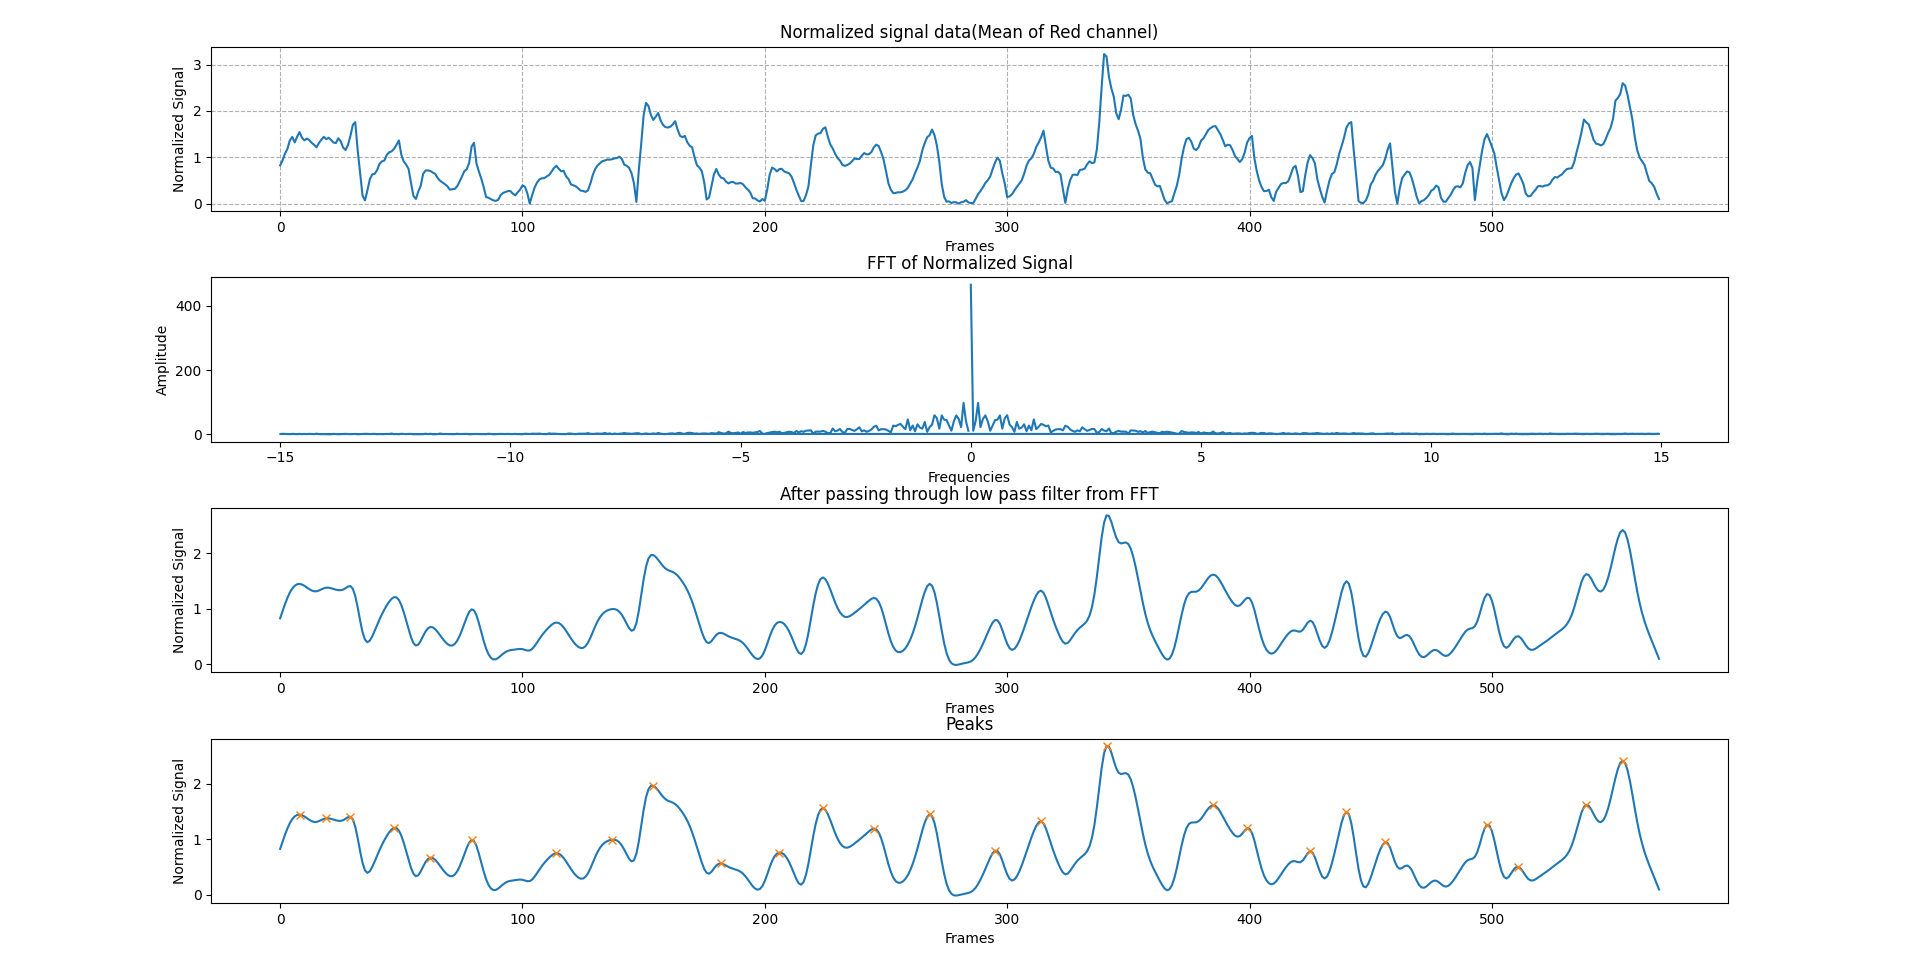 Normalized signal data(Mean of Red channel)
Normalized Signal
3
2
1
0
0 100 200 300 400 500
Frames
FFT of Normalized Signal
Amplitude
400
200
0
−15 −10 −5 0 5 10 15
Frequencies
After passing through low pass filter from FFT
Normalized Signal
2
1
0
0 100 200 300 400 500
Frames
Peaks
Normalized Signal
2
1
0
0 100 200 300 400 500
Frames